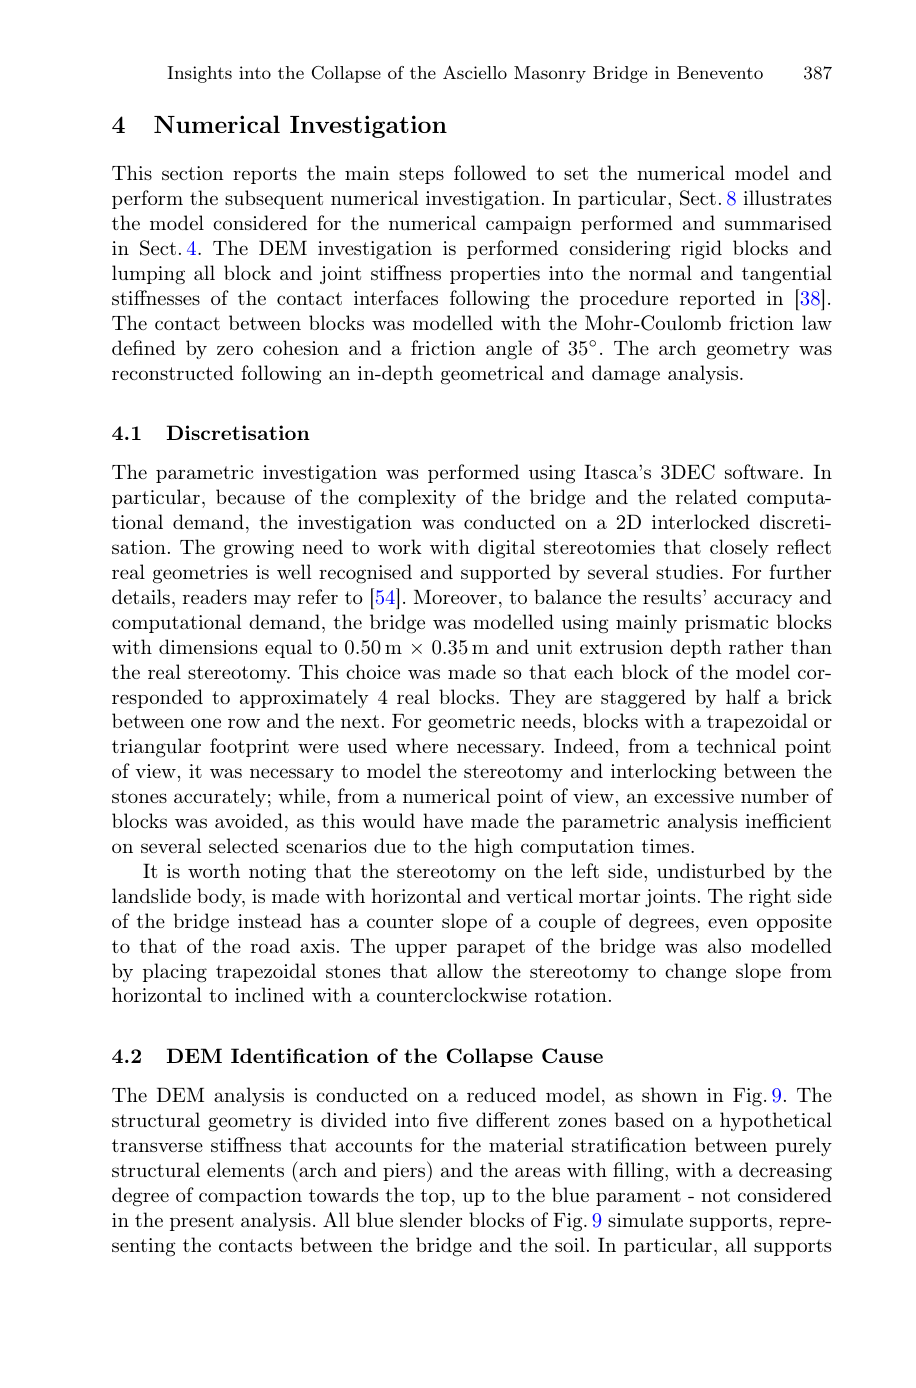 Insights into the Collapse of the Asciello Masonry Bridge in Benevento 387
4 Numerical Investigation
This section reports the main steps followed to set the numerical model and
perform the subsequent numerical investigation. In particular, Sect. 8 illustrates
the model considered for the numerical campaign performed and summarised
in Sect. 4. The DEM investigation is performed considering rigid blocks and
lumping all block and joint stiffness properties into the normal and tangential
stiffnesses of the contact interfaces following the procedure reported in [38].
The contact between blocks was modelled with the Mohr-Coulomb friction law
defined by zero cohesion and a friction angle of 35°. The arch geometry was
reconstructed following an in-depth geometrical and damage analysis.
4.1 Discretisation
The parametric investigation was performed using Itasca's 3DEC software. In
particular, because of the complexity of the bridge and the related computa-
tional demand, the investigation was conducted on a 2D interlocked discreti-
sation. The growing need to work with digital stereotomies that closely reflect
real geometries is well recognised and supported by several studies. For further
details, readers may refer to [54]. Moreover, to balance the results' accuracy and
computational demand, the bridge was modelled using mainly prismatic blocks
with dimensions equal to 0.50 m × 0.35 m and unit extrusion depth rather than
the real stereotomy. This choice was made so that each block of the model cor-
responded to approximately 4 real blocks. They are staggered by half a brick
between one row and the next. For geometric needs, blocks with a trapezoidal or
triangular footprint were used where necessary. Indeed, from a technical point
of view, it was necessary to model the stereotomy and interlocking between the
stones accurately; while, from a numerical point of view, an excessive number of
blocks was avoided, as this would have made the parametric analysis inefficient
on several selected scenarios due to the high computation times.
It is worth noting that the stereotomy on the left side, undisturbed by the
landslide body, is made with horizontal and vertical mortar joints. The right side
of the bridge instead has a counter slope of a couple of degrees, even opposite
to that of the road axis. The upper parapet of the bridge was also modelled
by placing trapezoidal stones that allow the stereotomy to change slope from
horizontal to inclined with a counterclockwise rotation.
4.2 DEM Identification of the Collapse Cause
The DEM analysis is conducted on a reduced model, as shown in Fig. 9. The
structural geometry is divided into five different zones based on a hypothetical
transverse stiffness that accounts for the material stratification between purely
structural elements (arch and piers) and the areas with filling, with a decreasing
degree of compaction towards the top, up to the blue parament - not considered
in the present analysis. All blue slender blocks of Fig. 9 simulate supports, repre-
senting the contacts between the bridge and the soil. In particular, all supports